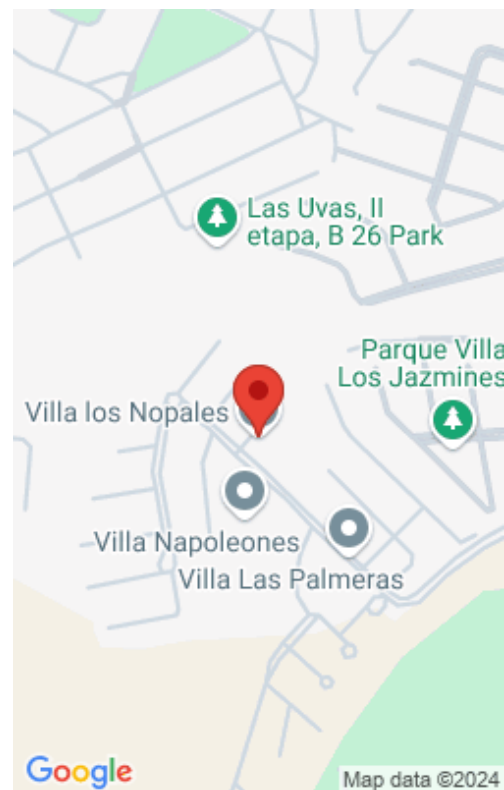 Las Uvas, II
etapa, B 26 Park
Parque Villa
Los Jazmines
Villa los Nopales
Villa Napoleones
Villa Las Palmeras
Google
Map data ©2024